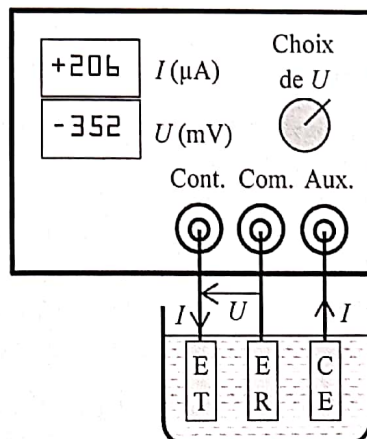 +206 I (µA)
-352 U (mV)
Choix
de U
Cont. Com. Aux.
I U I
E E C
T R E